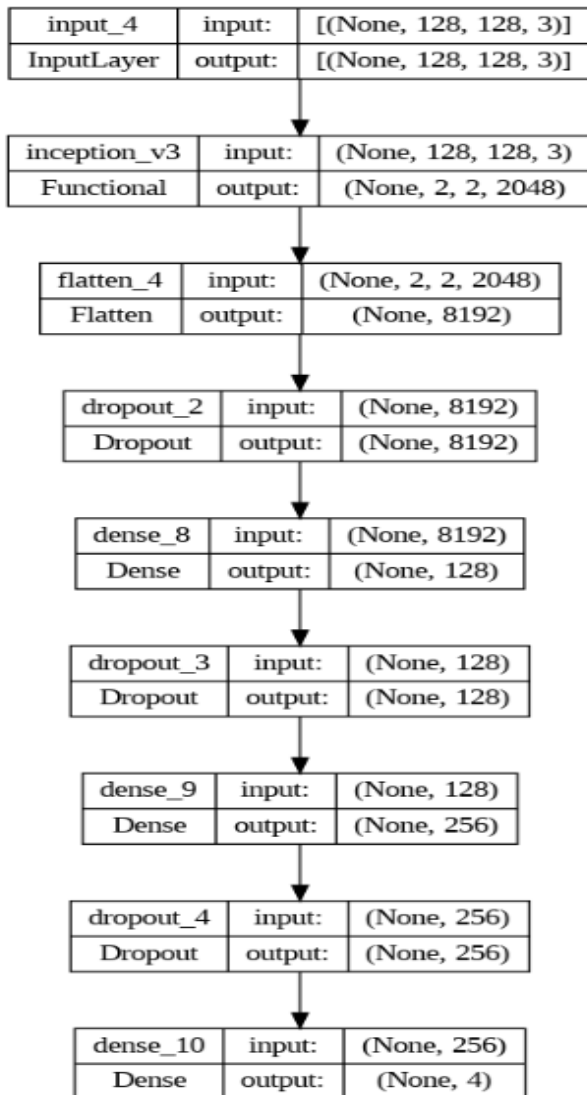 input_4 input: [(None, 128, 128, 3)]
InputLayer output: [(None, 128, 128, 3)]
inception_v3 input: (None, 128, 128, 3)
Functional output: (None, 2, 2, 2048)
flatten_4 input: (None, 2, 2, 2048)
Flatten output: (None, 8192)
dropout_2 input: (None, 8192)
Dropout output: (None, 8192)
dense_8 input: (None, 8192)
Dense output: (None, 128)
dropout_3 input: (None, 128)
Dropout output: (None, 128)
dense_9 input: (None, 128)
Dense output: (None, 256)
dropout_4 input: (None, 256)
Dropout output: (None, 256)
dense_10 input: (None, 256)
Dense output: (None, 4)